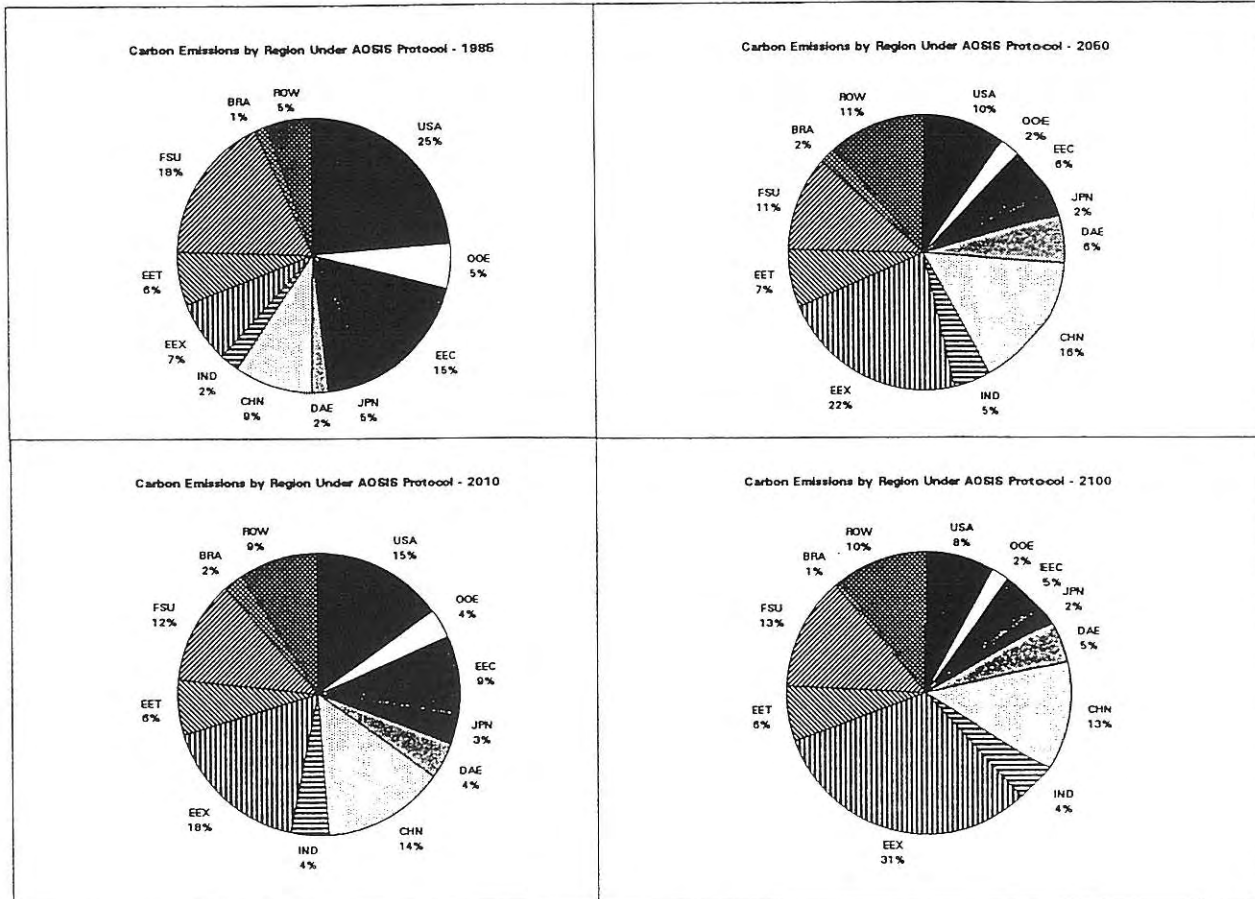 Carbon Emissions by Region Under AOSIS Protocol - 1985
ROW
5%
BRA
1%
USA
25%
FSU
18%
OOE
5%
EET
6%
EEX
7%
IND
2%
CHN
9%
DAE
2%
JPN
5%
EEC
15%
Carbon Emissions by Region Under AOSIS Protocol - 2050
ROW
11%
USA
10%
OOE
2%
BRA
2%
EEC
6%
FSU
11%
JPN
2%
DAE
6%
EET
7%
CHN
16%
EEX
22%
IND
5%
Carbon Emissions by Region Under AOSIS Protocol - 2010
ROW
9%
USA
15%
BRA
2%
OOE
4%
FSU
12%
EEC
9%
EET
6%
JPN
3%
DAE
4%
EEX
18%
IND
4%
CHN
14%
Carbon Emissions by Region Under AOSIS Protocol - 2100
ROW
10%
USA
8%
OOE
2%
EEC
5%
BRA
1%
JPN
2%
FSU
13%
DAE
5%
EET
6%
CHN
13%
IND
4%
EEX
31%